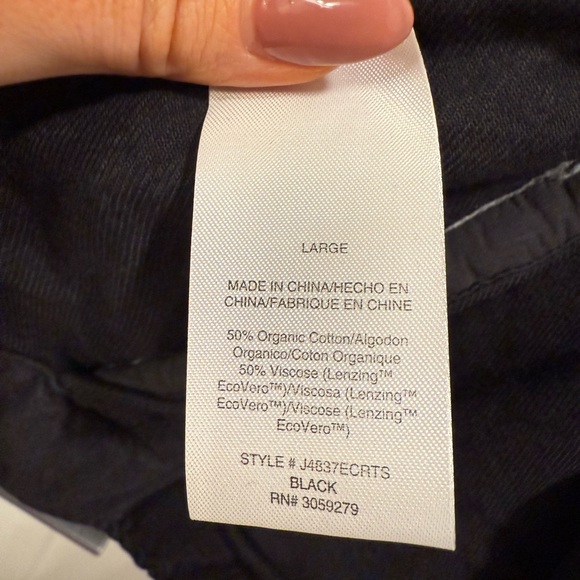 LARGE
MADE IN CHINA/HECHO EN
CHINA/FABRIQUE EN CHINE
50% Organic Cotton/Algodon
Organico/Coton Organique
50% Viscose (Lenzing™
EcoVero™)/Viscosa (Lenzing™
EcoVero™)/Viscose (Lenzing™
EcoVero™)
STYLE # J4837ECRTS
BLACK
RN# 3059279